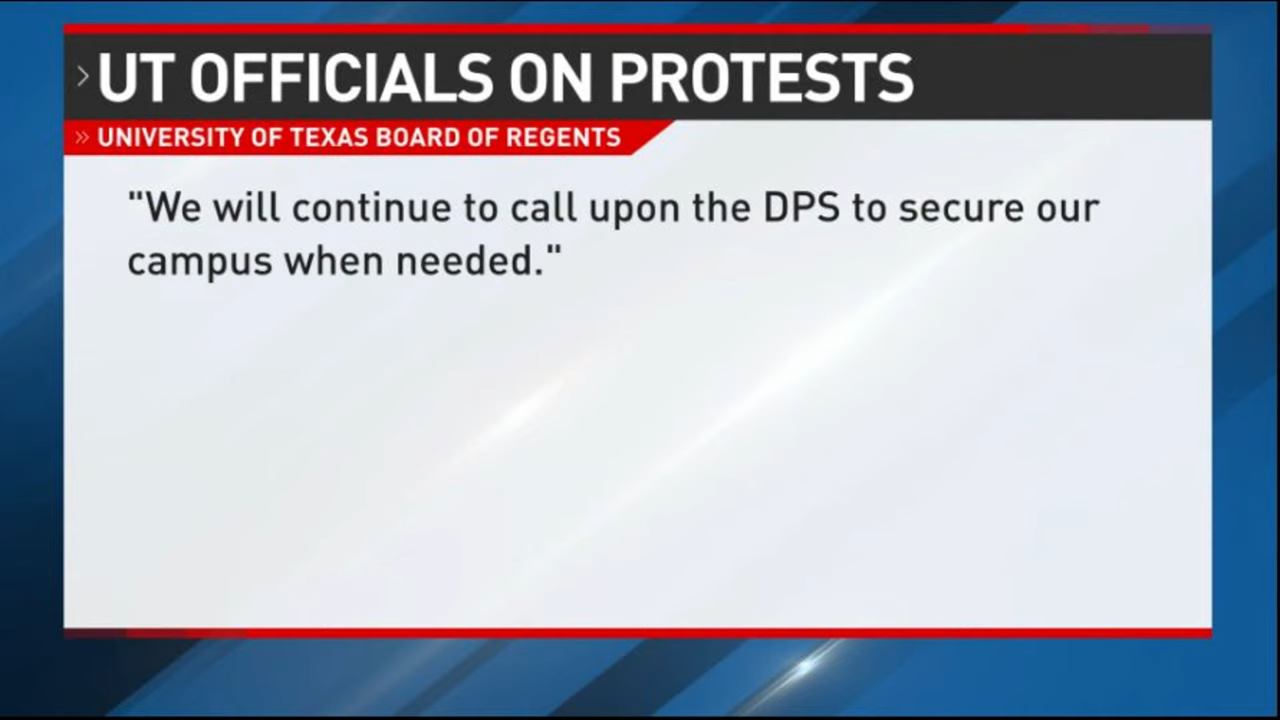 UT OFFICIALS ON PROTESTS
UNIVERSITY OF TEXAS BOARD OF REGENTS
"We will continue to call upon the DPS to secure our
campus when needed."